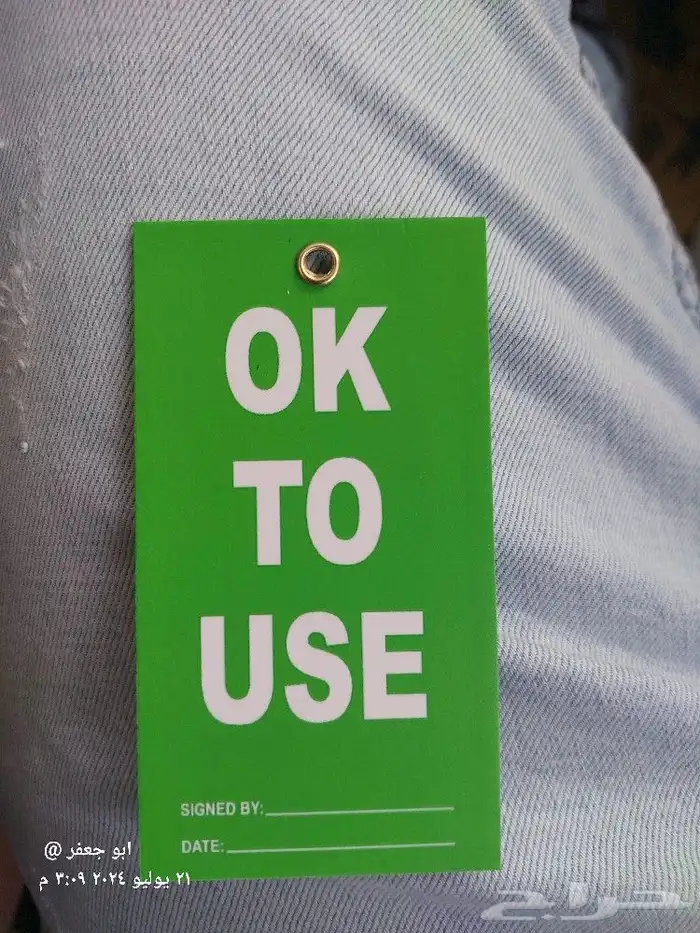 OK
TO
USE
SIGNED BY:
DATE:
@ ابو جعفر
٢١ يوليو ٢٠٢٤ ٣:٠٩ م
حراج